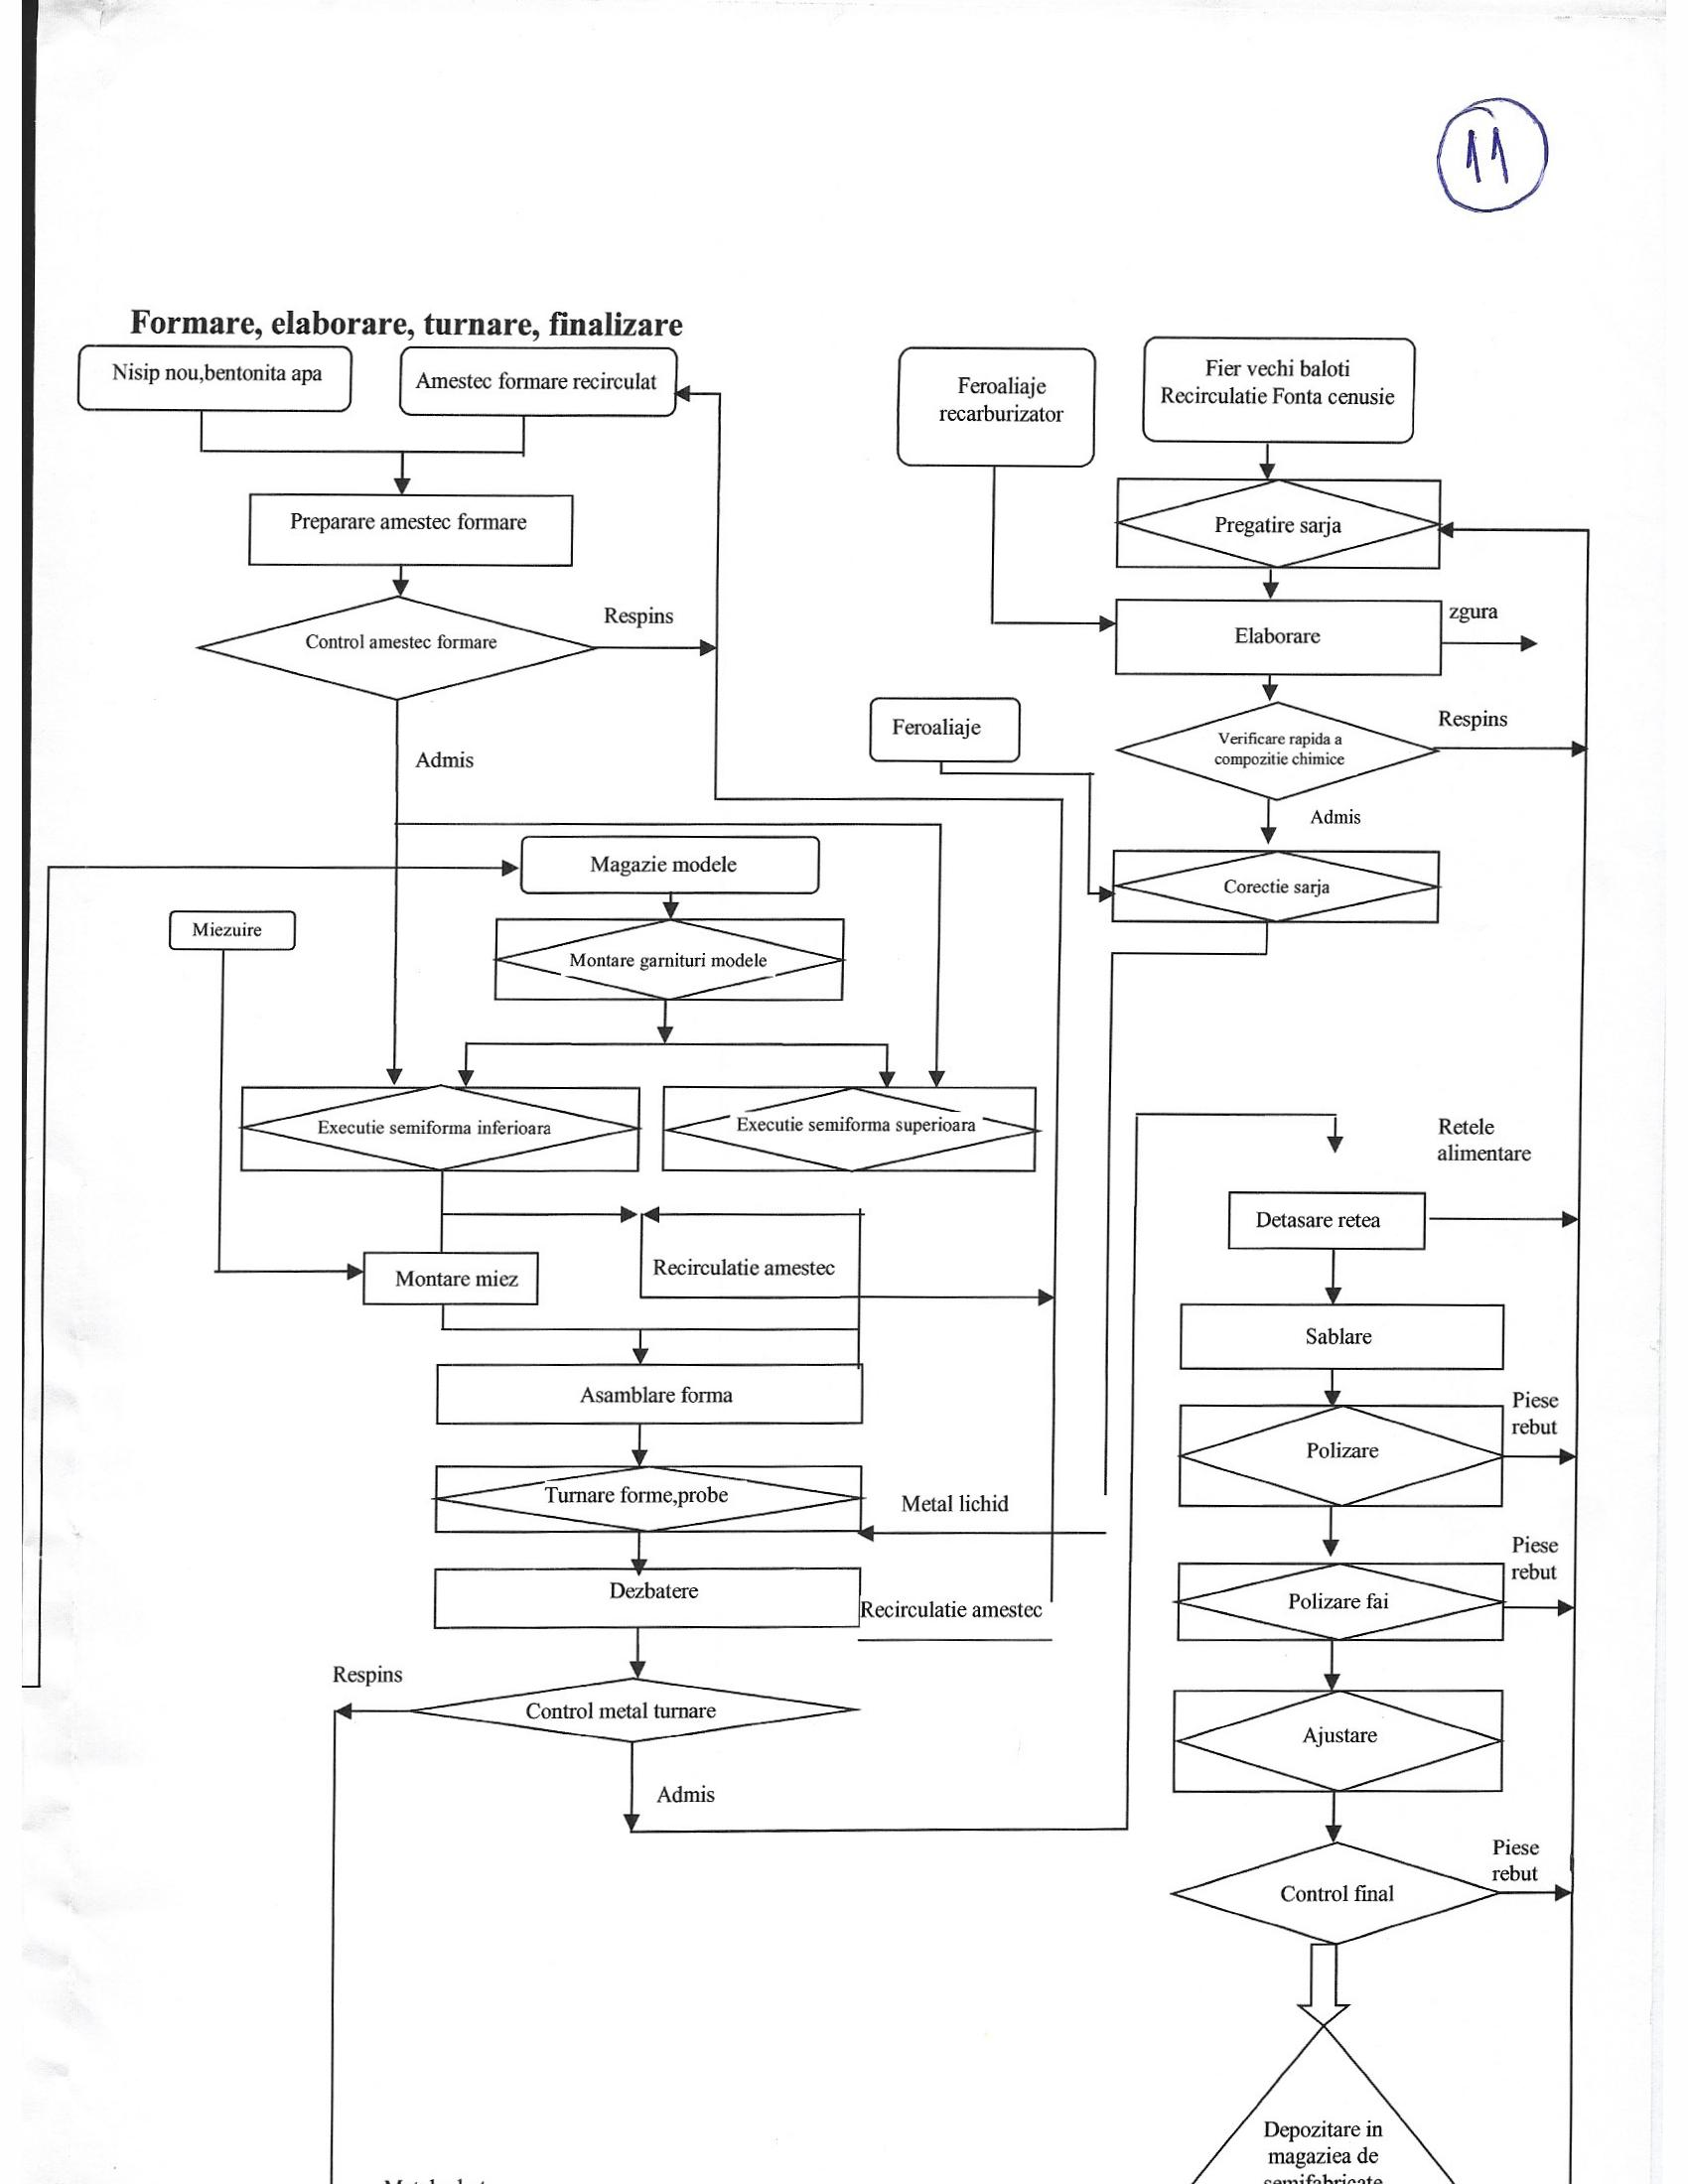 11
Formare, elaborare, turnare, finalizare
Nisip nou,bentonita apa
Amestec formare recirculat
Feroaliaje
recarburizator
Fier vechi baloti
Recirculatie Fonta cenusie
Preparare amestec formare
Pregatire sarja
Control amestec formare
Respins
Elaborare
zgura
Feroaliaje
Verificare rapida a
compozitie chimice
Respins
Admis
Admis
Magazie modele
Corectie sarja
Miezuire
Montare garnituri modele
Executie semiforma inferioara
Executie semiforma superioara
Retele
alimentare
Detasare retea
Recirculatie amestec
Montare miez
Sablare
Asamblare forma
Piese
rebut
Polizare
Turnare forme,probe
Metal lichid
Piese
rebut
Dezbatere
Recirculatie amestec
Polizare fai
Respins
Control metal turnare
Ajustare
Admis
Piese
rebut
Control final
Depozitare in
magaziea de
semifabricate